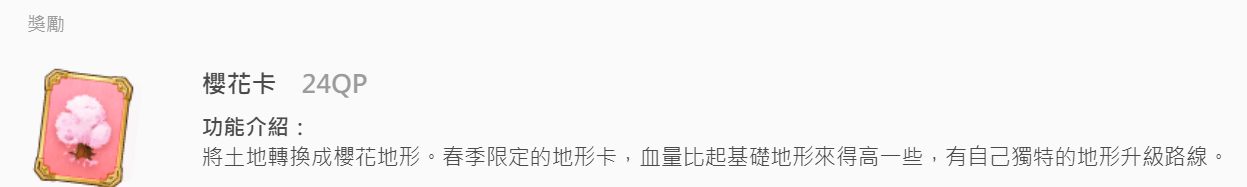 獎勵
櫻花卡 24QP
功能介紹：
將土地轉換成櫻花地形。春季限定的地形卡，血量比起基礎地形來得高一些，有自己獨特的地形升級路線。